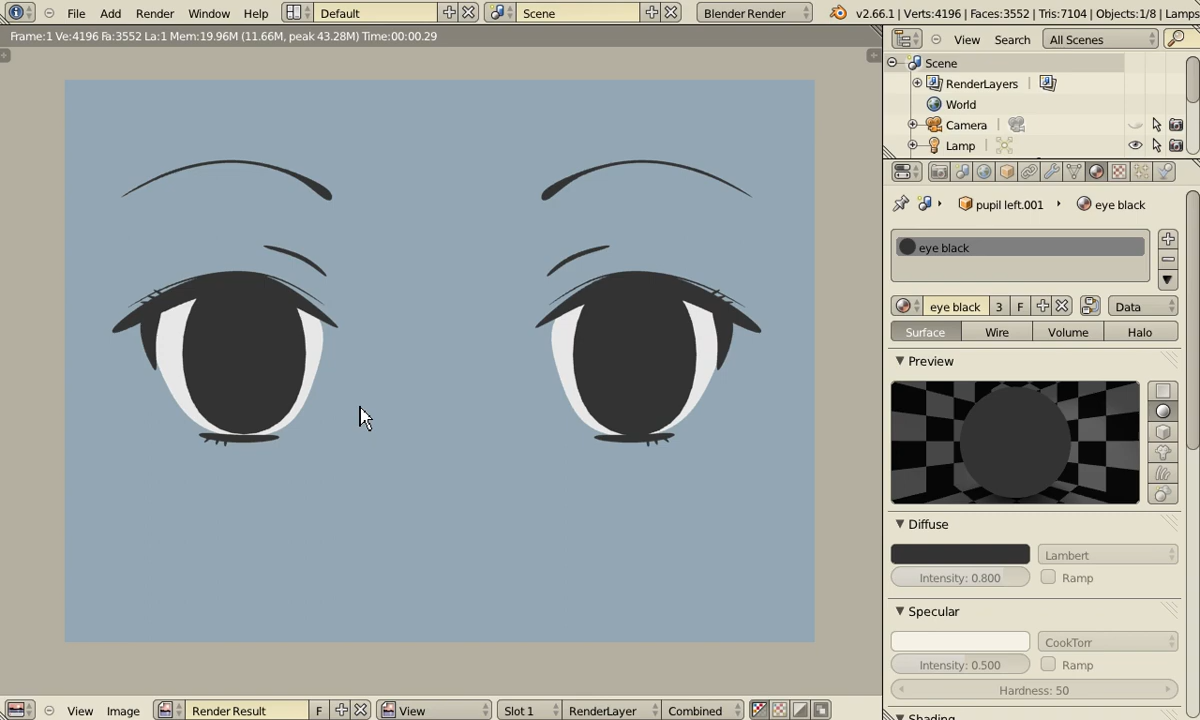 File Add Render Window Help Default Scene Blender Render v2.66.1 | Verts:4196 | Faces:3552 | Tris:7104 | Objects:1/8 | Lamps
Frame:1 Ve:4196 Fa:3552 La:1 Mem:19.96M (11.66M, peak 43.28M) Time:00:00.29
View Search All Scenes
Scene
RenderLayers
World
Camera
Lamp
pupil left.001 eye black
eye black
eye black 3 F Data
Surface Wire Volume Halo
Preview
Diffuse
Lambert
Intensity: 0.800 Ramp
Specular
CookTorr
Intensity: 0.500 Ramp
Hardness: 50
Shading
View Image Render Result F View Slot 1 RenderLayer Combined